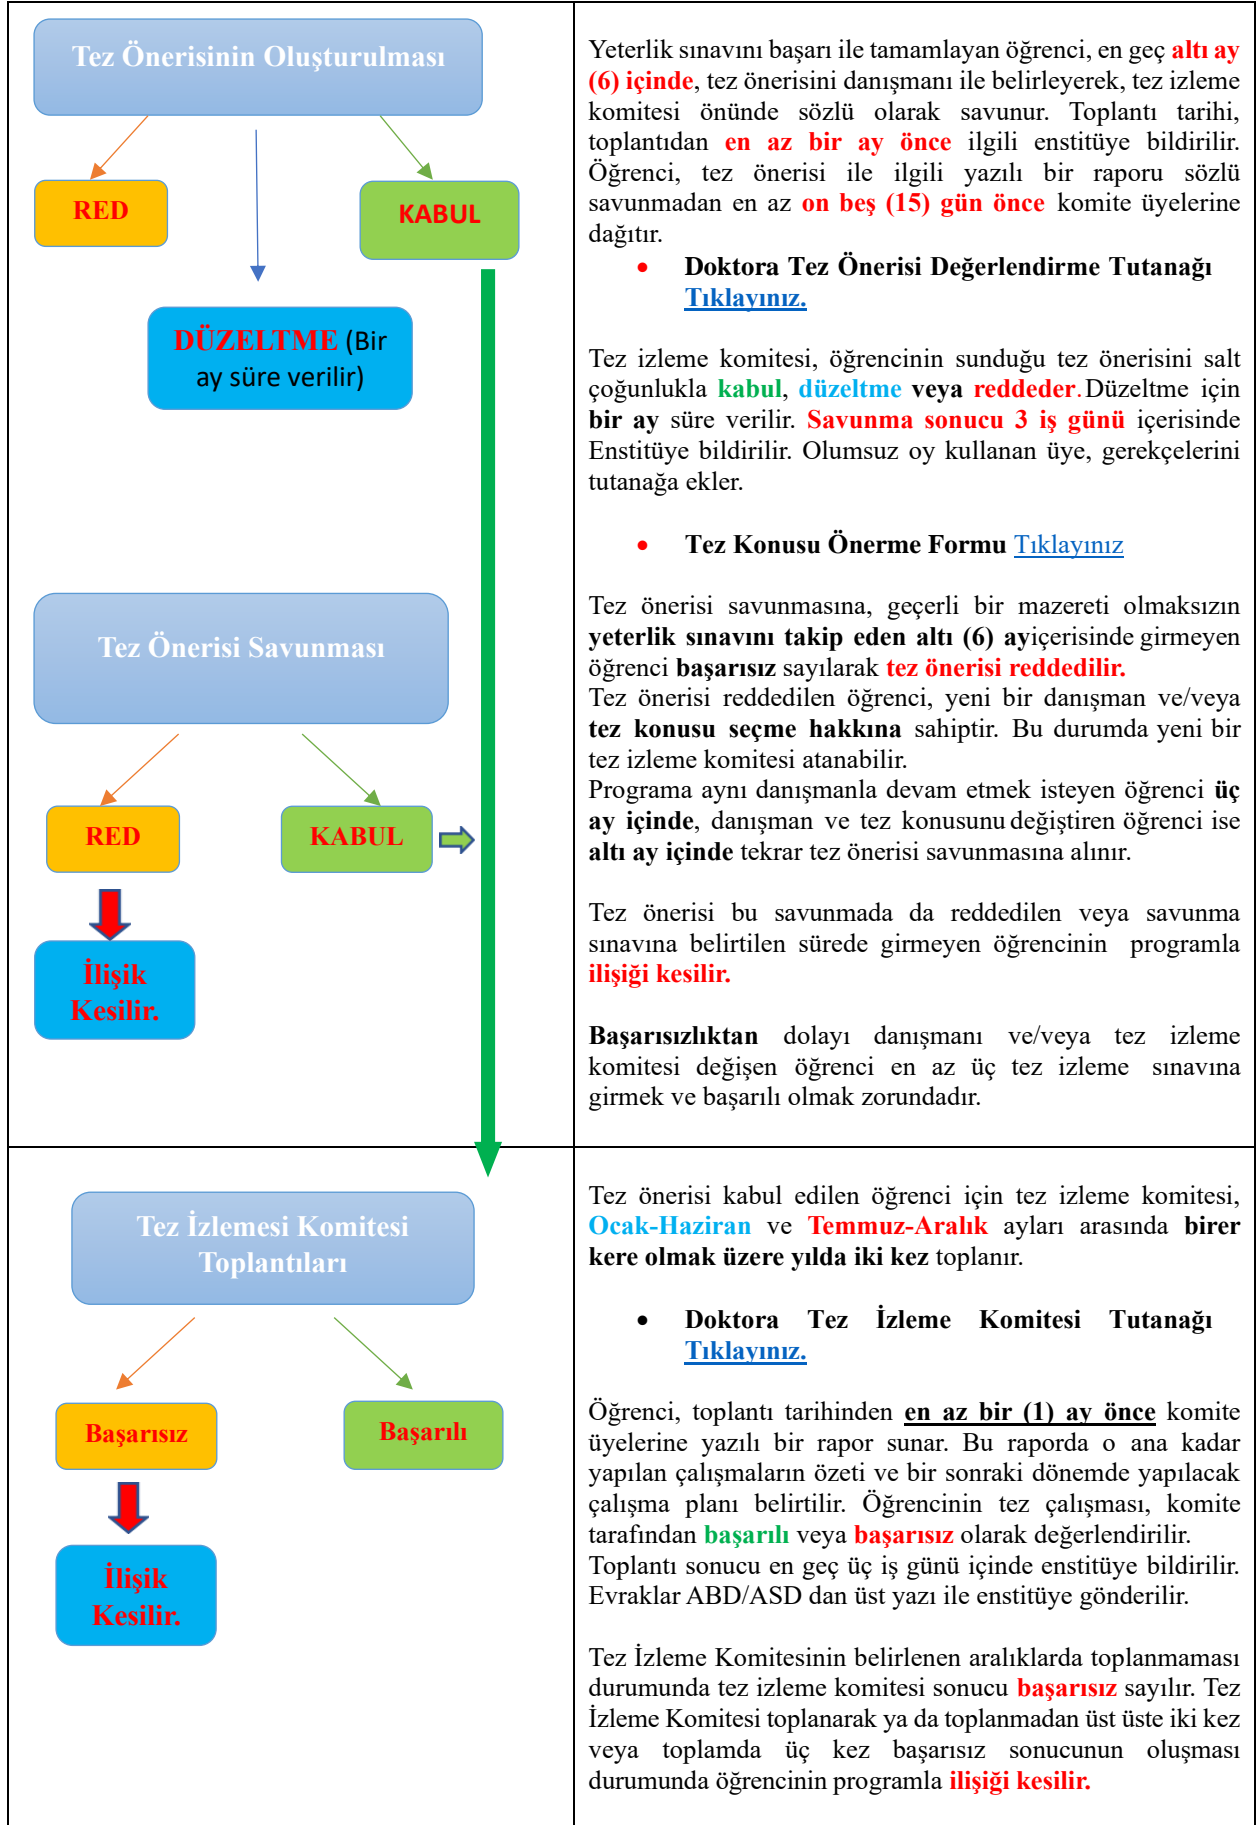 Tez Önerisinin Oluşturulması
RED
KABUL
DÜZELTME (Bir
ay süre verilir)
Tez Önerisi Savunması
RED
KABUL
İlişik
Kesilir.
Yeterlik sınavını başarı ile tamamlayan öğrenci, en geç altı ay
(6) içinde, tez önerisini danışmanı ile belirleyerek, tez izleme
komitesi önünde sözlü olarak savunur. Toplantı tarihi,
toplantıdan en az bir ay önce ilgili enstitüye bildirilir.
Öğrenci, tez önerisi ile ilgili yazılı bir raporu sözlü
savunmadan en az on beş (15) gün önce komite üyelerine
dağıtır.
• Doktora Tez Önerisi Değerlendirme Tutanağı
Tıklayınız.
Tez izleme komitesi, öğrencinin sunduğu tez önerisini salt
çoğunlukla kabul, düzeltme veya reddeder. Düzeltme için
bir ay süre verilir. Savunma sonucu 3 iş günü içerisinde
Enstitüye bildirilir. Olumsuz oy kullanan üye, gerekçelerini
tutanağa ekler.
• Tez Konusu Önerme Formu Tıklayınız
Tez önerisi savunmasına, geçerli bir mazereti olmaksızın
yeterlik sınavını takip eden altı (6) ayiçerisinde girmeyen
öğrenci başarısız sayılarak tez önerisi reddedilir.
Tez önerisi reddedilen öğrenci, yeni bir danışman ve/veya
tez konusu seçme hakkına sahiptir. Bu durumda yeni bir
tez izleme komitesi atanabilir.
Programa aynı danışmanla devam etmek isteyen öğrenci üç
ay içinde, danışman ve tez konusunu değiştiren öğrenci ise
altı ay içinde tekrar tez önerisi savunmasına alınır.
Tez önerisi bu savunmada da reddedilen veya savunma
sınavına belirtilen sürede girmeyen öğrencinin programla
ilişiği kesilir.
Başarısızlıktan dolayı danışmanı ve/veya tez izleme
komitesi değişen öğrenci en az üç tez izleme sınavına
girmek ve başarılı olmak zorundadır.
Tez İzlemesi Komitesi
Toplantıları
Başarısız
Başarılı
İlişik
Kesilir.
Tez önerisi kabul edilen öğrenci için tez izleme komitesi,
Ocak-Haziran ve Temmuz-Aralık ayları arasında birer
kere olmak üzere yılda iki kez toplanır.
• Doktora Tez İzleme Komitesi Tutanağı
Tıklayınız.
Öğrenci, toplantı tarihinden en az bir (1) ay önce komite
üyelerine yazılı bir rapor sunar. Bu raporda o ana kadar
yapılan çalışmaların özeti ve bir sonraki dönemde yapılacak
çalışma planı belirtilir. Öğrencinin tez çalışması, komite
tarafından başarılı veya başarısız olarak değerlendirilir.
Toplantı sonucu en geç üç iş günü içinde enstitüye bildirilir.
Evraklar ABD/ASD dan üst yazı ile enstitüye gönderilir.
Tez İzleme Komitesinin belirlenen aralıklarda toplanmaması
durumunda tez izleme komitesi sonucu başarısız sayılır. Tez
İzleme Komitesi toplanarak ya da toplanmadan üst üste iki kez
veya toplamda üç kez başarısız sonucunun oluşması
durumunda öğrencinin programla ilişiği kesilir.